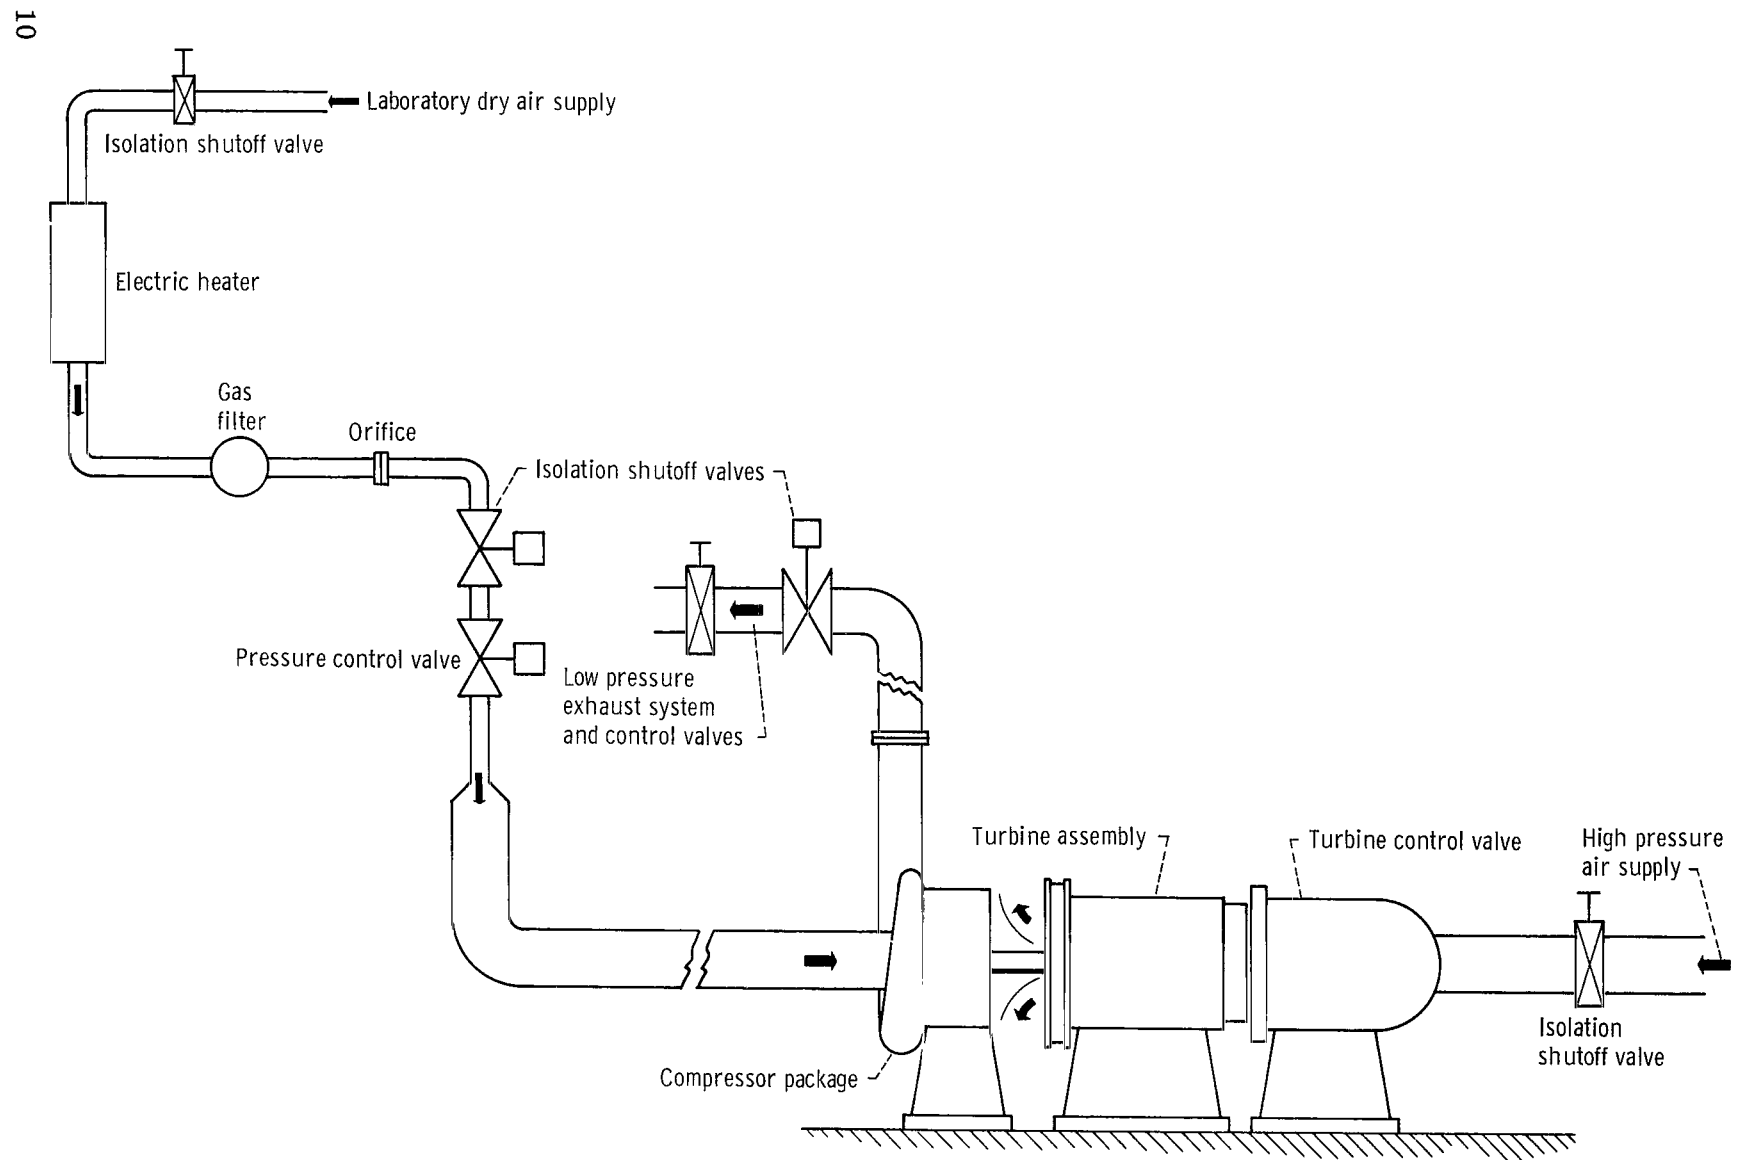 10
Laboratory dry air supply
Isolation shutoff valve
Electric heater
Gas
filter
Orifice
Isolation shutoff valves
Pressure control valve
Low pressure
exhaust system
and control valves
Turbine assembly
Turbine control valve
High pressure
air supply
Isolation
shutoff valve
Compressor package